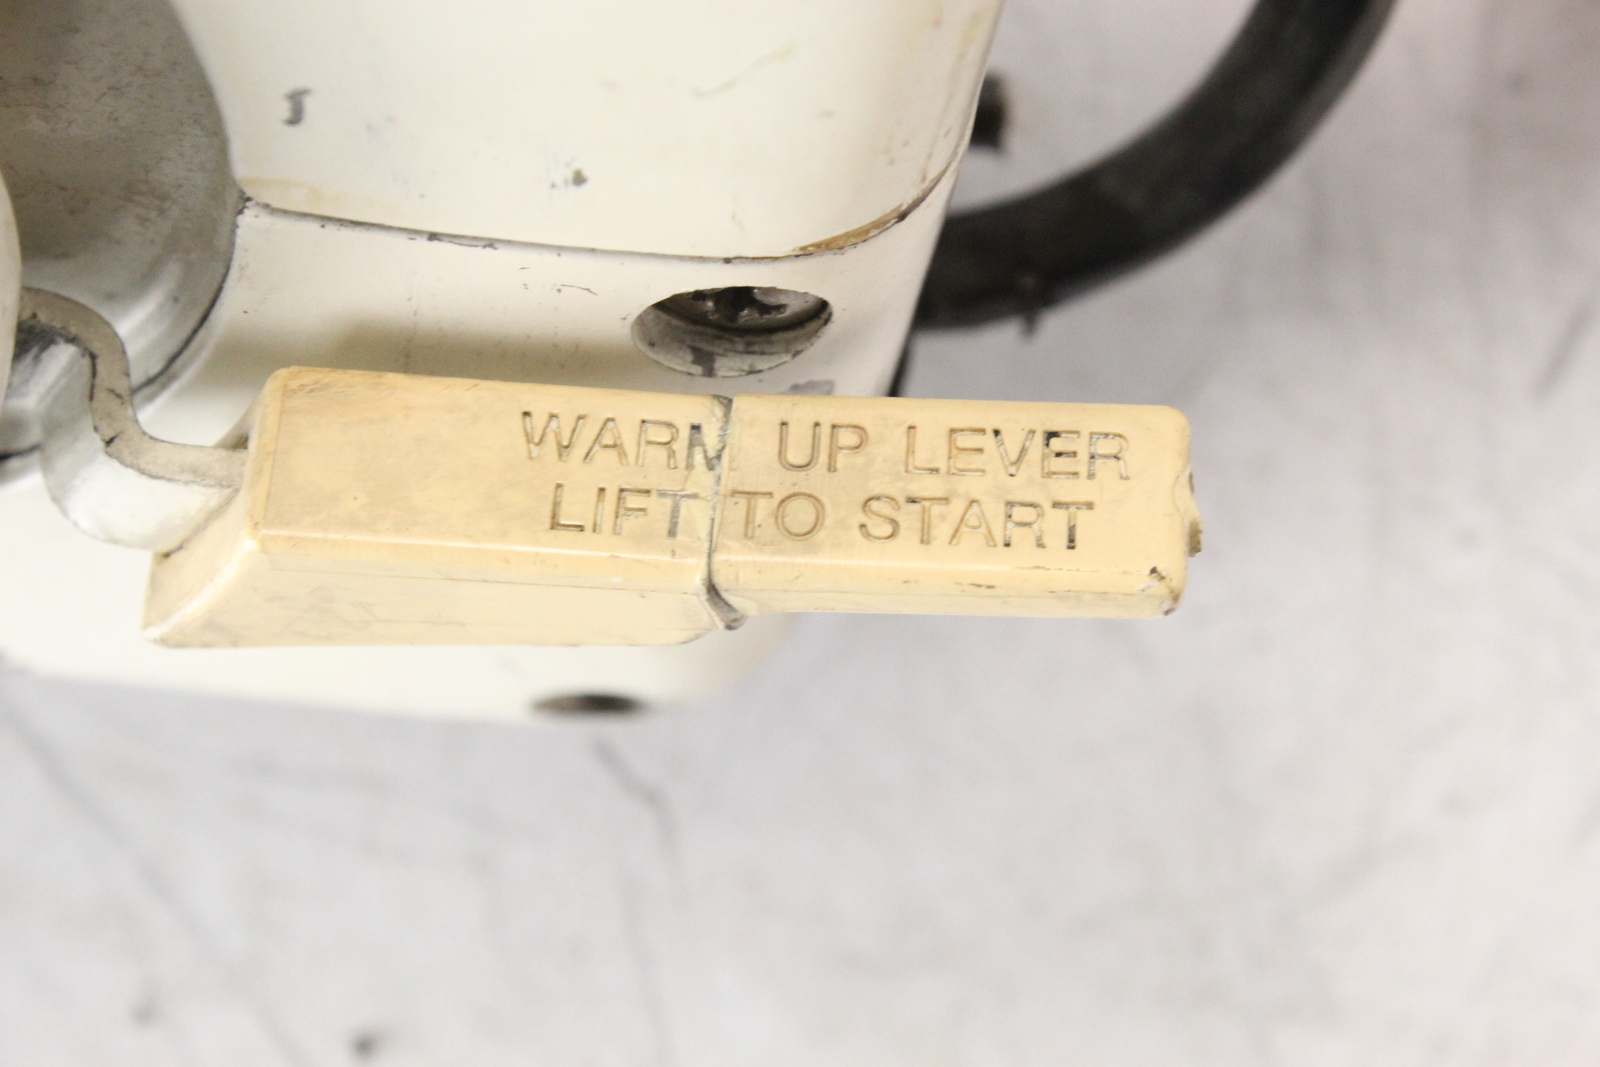 WARM UP LEVER
LIFT TO START